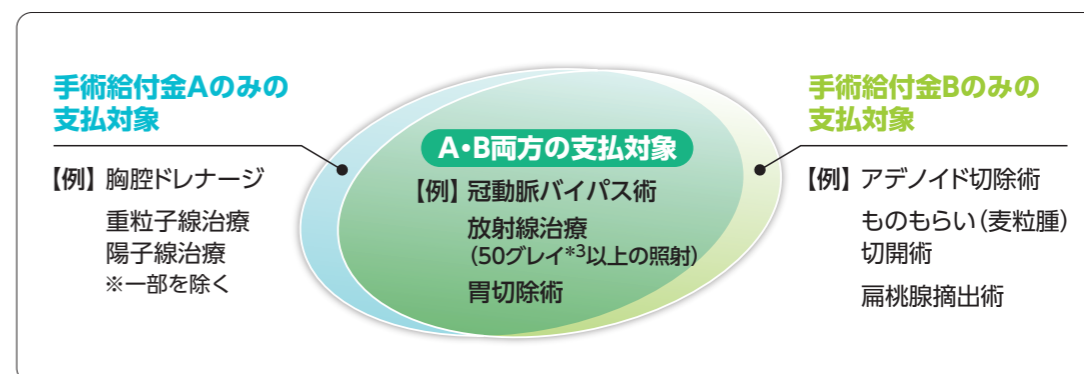 手術給付金Aのみの
支払対象
【例】胸腔ドレナージ
重粒子線治療
陽子線治療
※一部を除く
A・B両方の支払対象
【例】冠動脈バイパス術
放射線治療
(50グレイ*3以上の照射)
胃切除術
手術給付金Bのみの
支払対象
【例】アデノイド切除術
ものもらい(麦粒腫)
切開術
扁桃腺摘出術